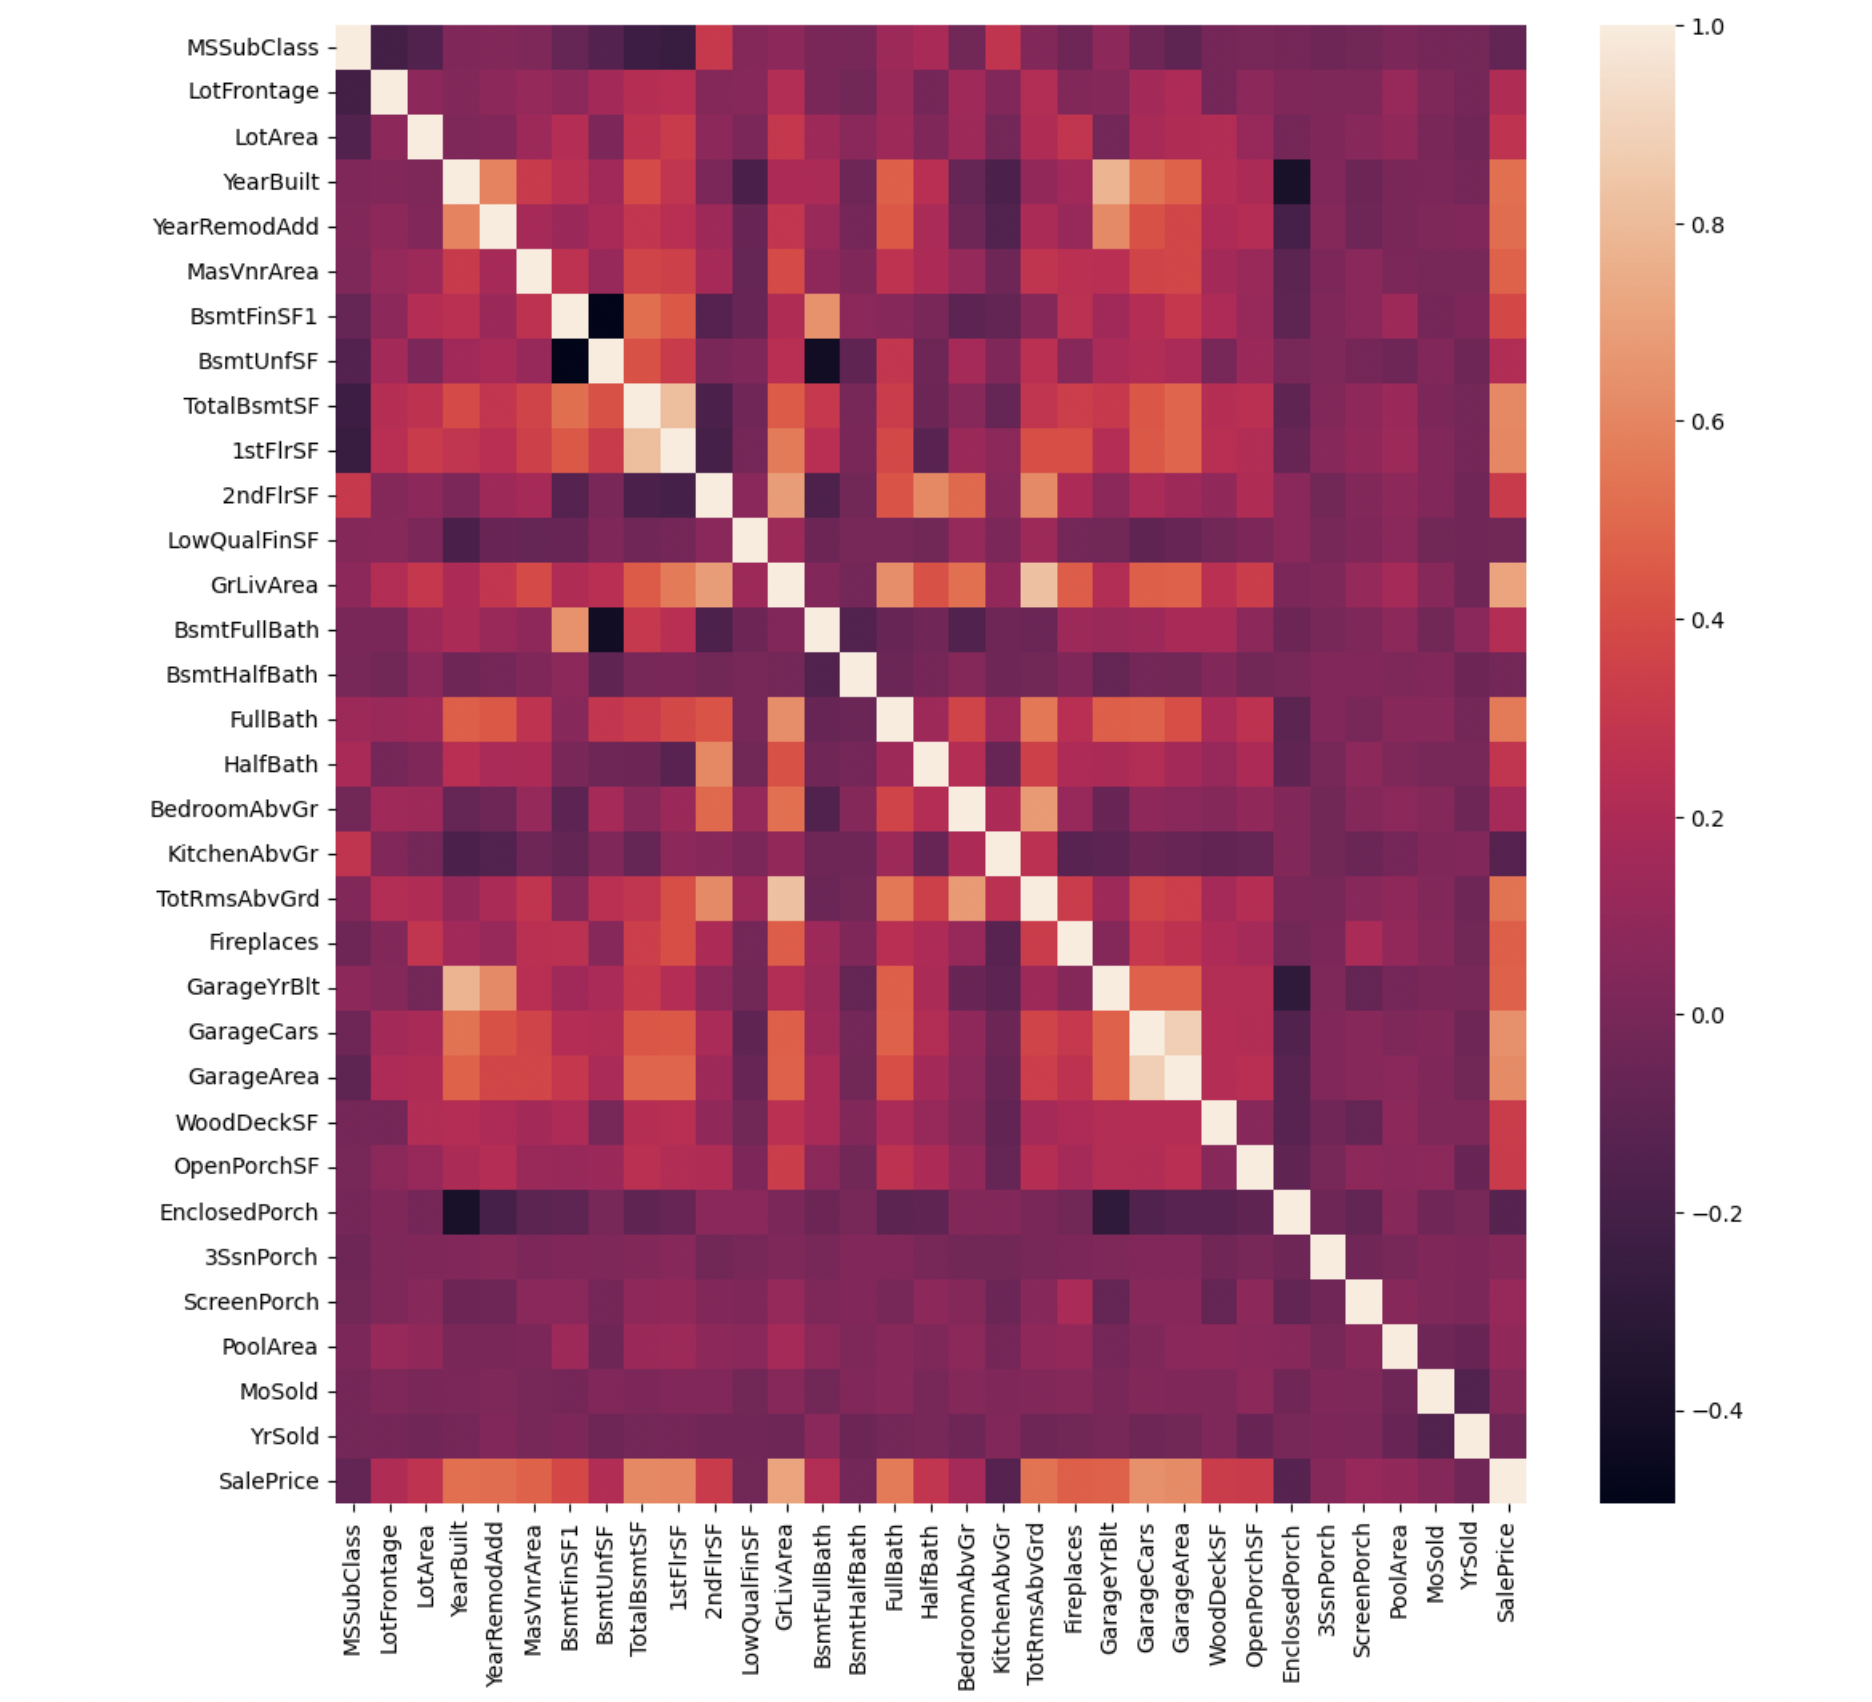 MSSubClass
LotFrontage
LotArea
YearBuilt
YearRemodAdd
MasVnrArea
BsmtFinSF1
BsmtUnfSF
TotalBsmtSF
1stFlrSF
2ndFlrSF
LowQualFinSF
GrLivArea
BsmtFullBath
BsmtHalfBath
FullBath
HalfBath
BedroomAbvGr
KitchenAbvGr
TotRmsAbvGrd
Fireplaces
GarageYrBlt
GarageCars
GarageArea
WoodDeckSF
OpenPorchSF
EnclosedPorch
3SsnPorch
ScreenPorch
PoolArea
MoSold
YrSold
SalePrice
MSSubClass
LotFrontage
LotArea
YearBuilt
YearRemodAdd
MasVnrArea
BsmtFinSF1
BsmtUnfSF
TotalBsmtSF
1stFlrSF
2ndFlrSF
LowQualFinSF
GrLivArea
BsmtFullBath
BsmtHalfBath
FullBath
HalfBath
BedroomAbvGr
KitchenAbvGr
TotRmsAbvGrd
Fireplaces
GarageYrBlt
GarageCars
GarageArea
WoodDeckSF
OpenPorchSF
EnclosedPorch
3SsnPorch
ScreenPorch
PoolArea
MoSold
YrSold
SalePrice
1.0
0.8
0.6
0.4
0.2
0.0
−0.2
−0.4